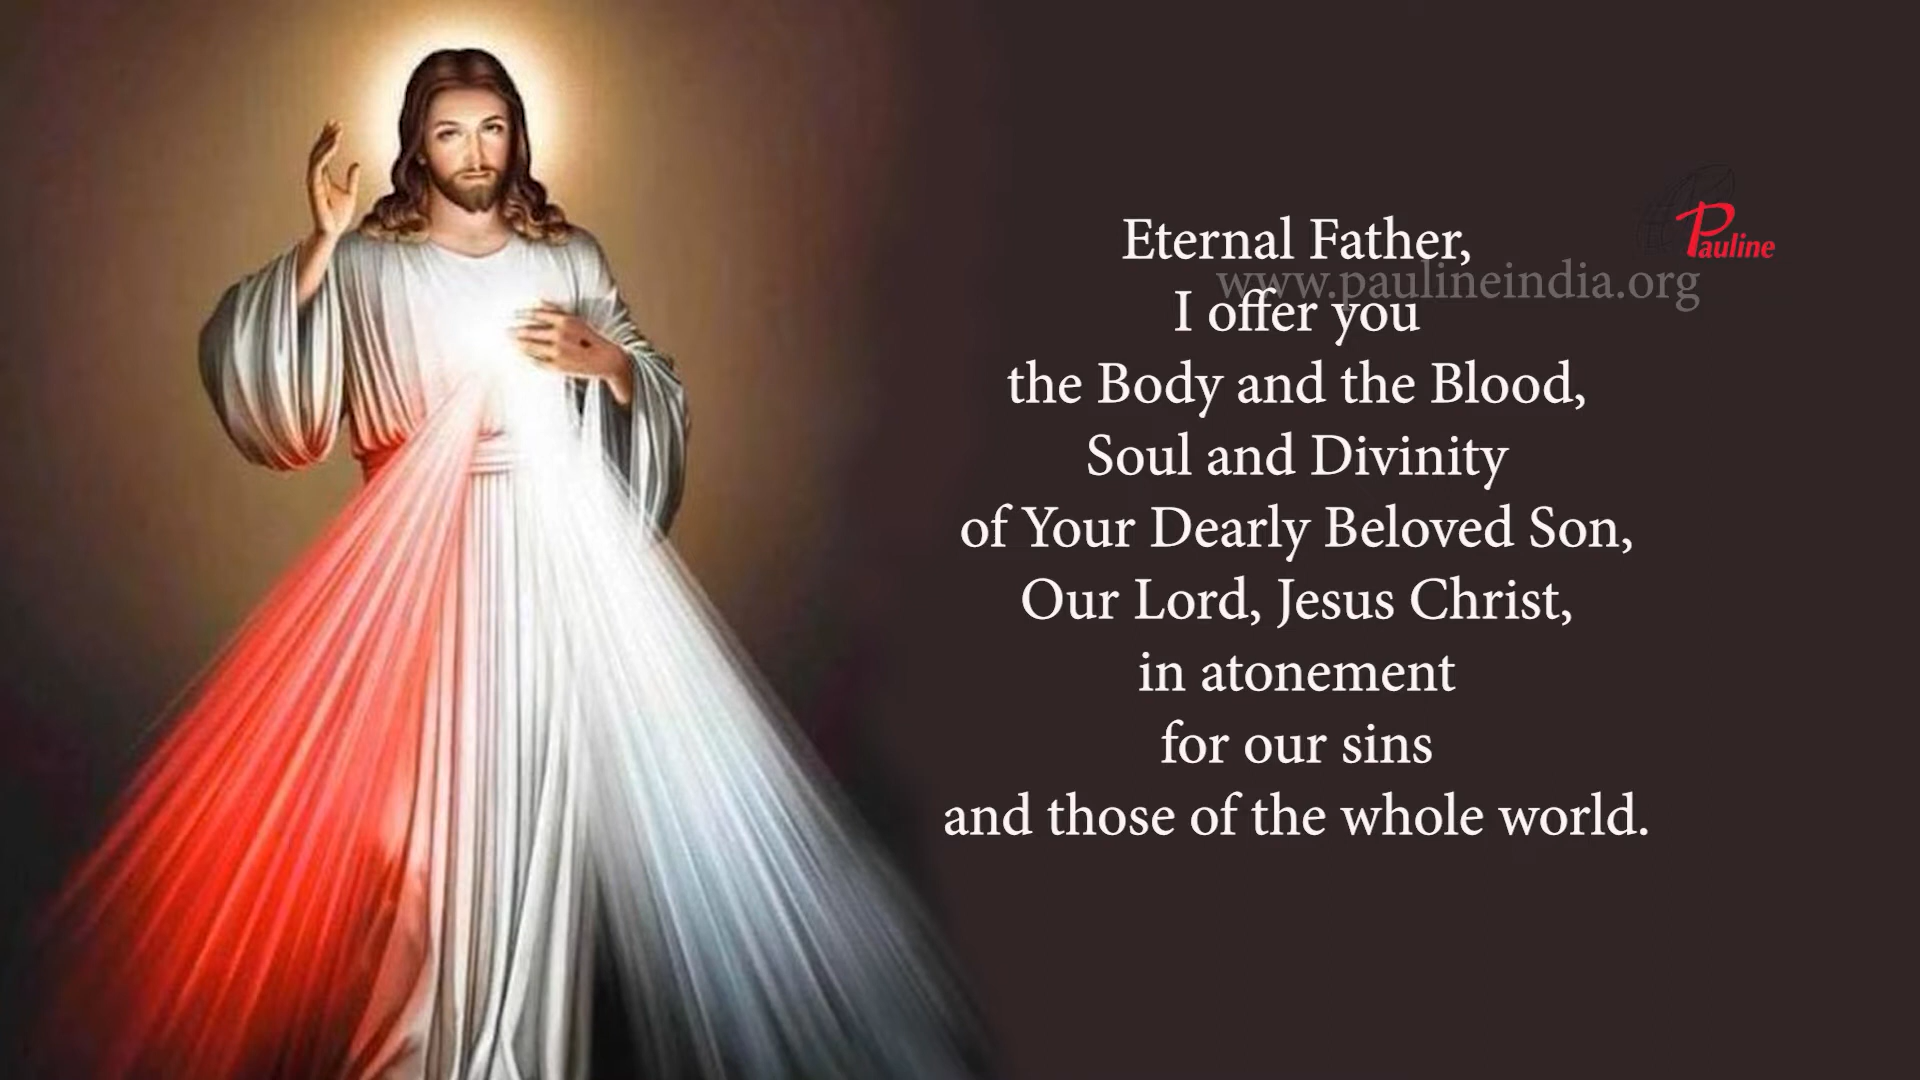 Eternal Father,
Pauline
www.paulineindia.org
I offer you
the Body and the Blood,
Soul and Divinity
of Your Dearly Beloved Son,
Our Lord, Jesus Christ,
in atonement
for our sins
and those of the whole world.